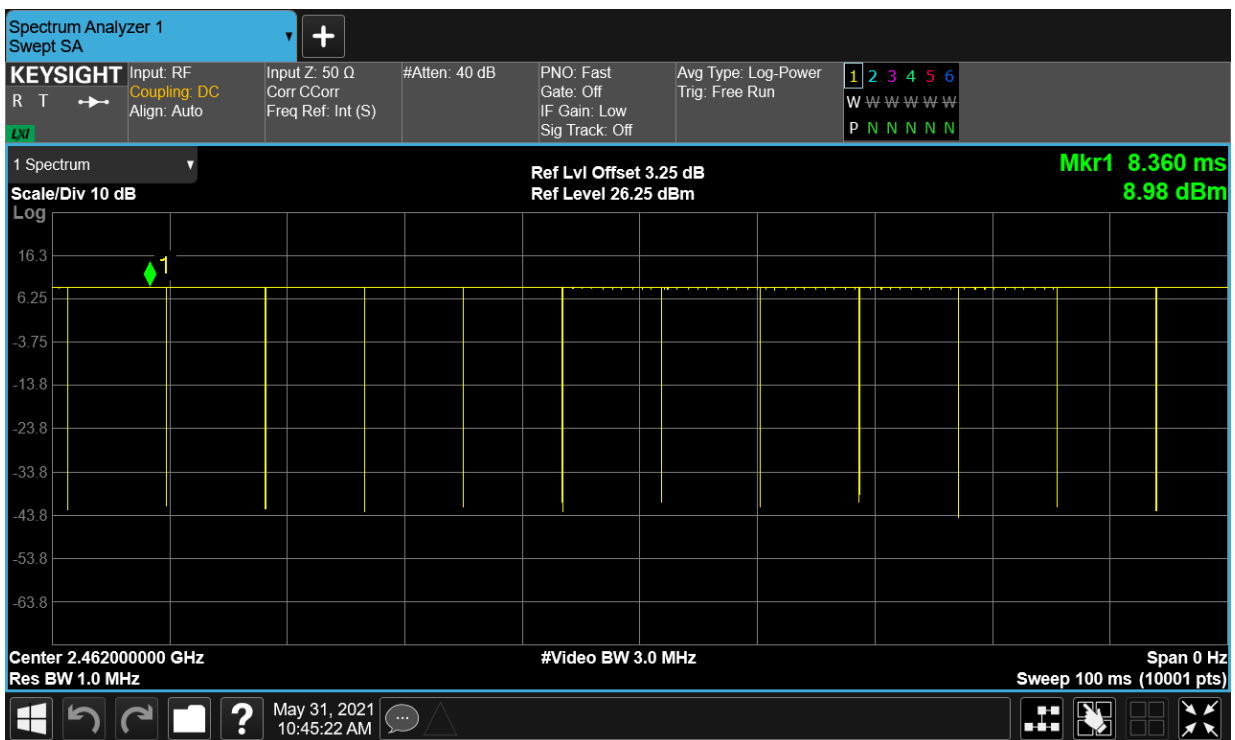 Spectrum Analyzer 1
Swept SA
▼
+
KEYSIGHT
R T
LXI
Input: RF
Coupling: DC
Align: Auto
Input Z: 50 Ω
Corr CCorr
Freq Ref: Int (S)
#Atten: 40 dB
PNO: Fast
Gate: Off
IF Gain: Low
Sig Track: Off
Avg Type: Log-Power
Trig: Free Run
1 2 3 4 5 6
W W W W W W
P N N N N N
1 Spectrum ▼
Scale/Div 10 dB
Ref Lvl Offset 3.25 dB
Ref Level 26.25 dBm
Mkr1 8.360 ms
8.98 dBm
Log
1
16.3
6.25
-3.75
-13.8
-23.8
-33.8
-43.8
-53.8
-63.8
Center 2.462000000 GHz
Res BW 1.0 MHz
#Video BW 3.0 MHz
Span 0 Hz
Sweep 100 ms (10001 pts)
?
May 31, 2021
10:45:22 AM